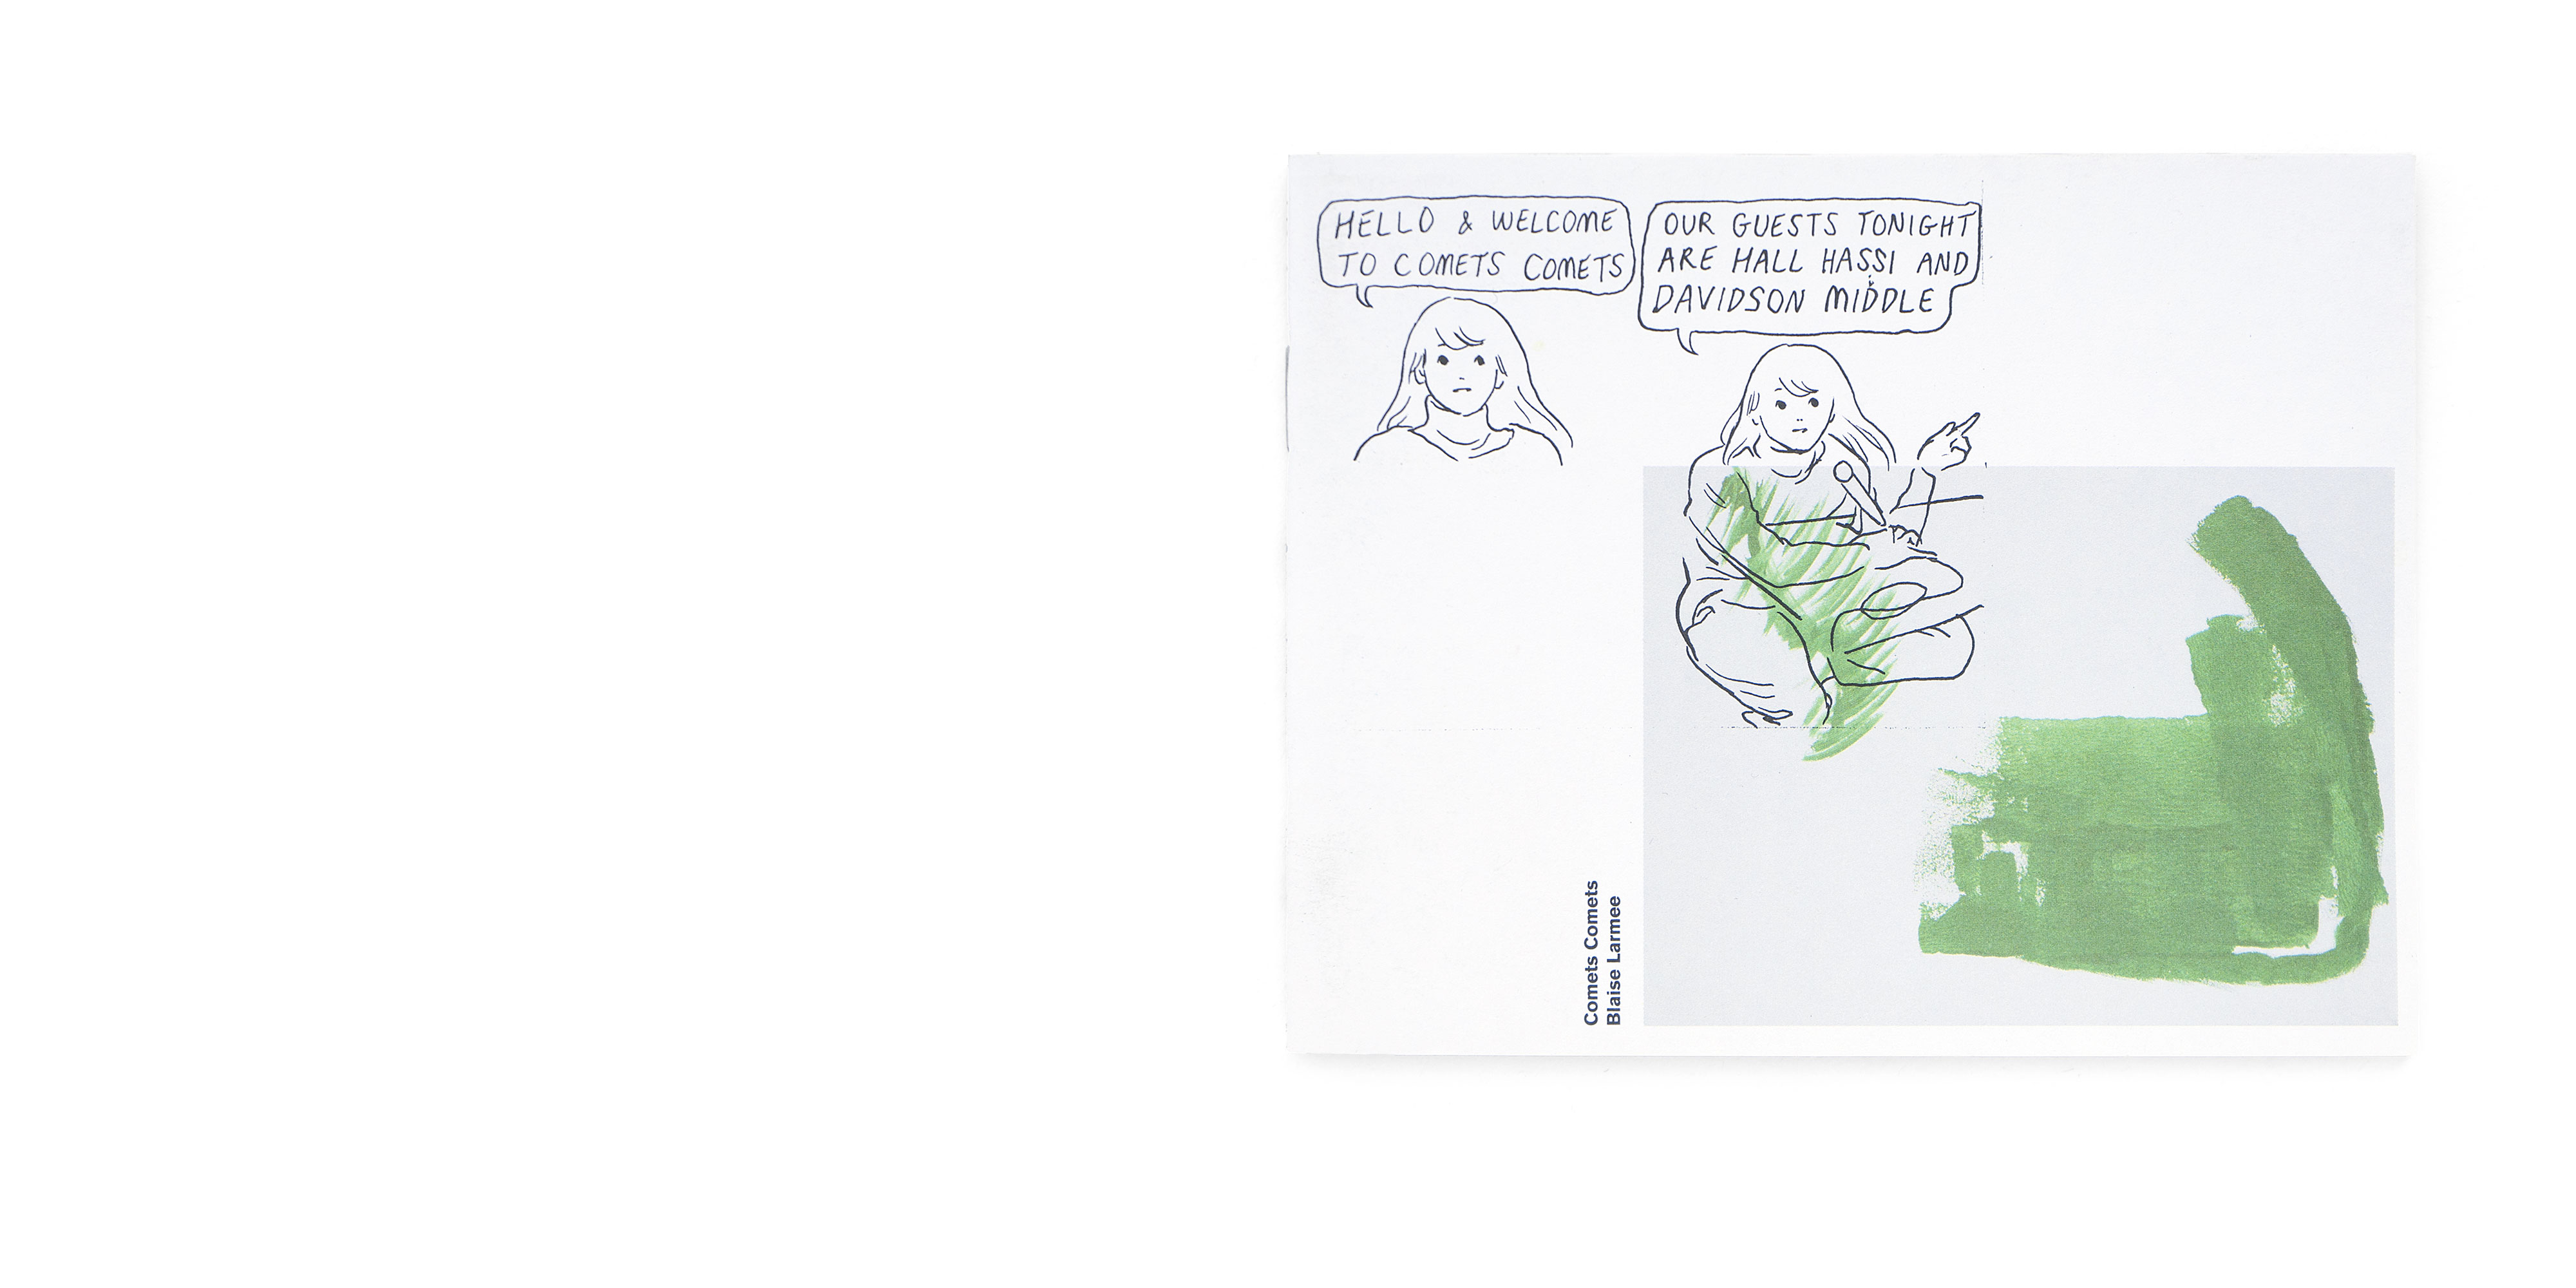 HELLO & WELCOME
TO COMETS COMETS
OUR GUESTS TONIGHT
ARE HALL HASSI AND
DAVIDSON MIDDLE
Comets Comets
Blaise Larmee